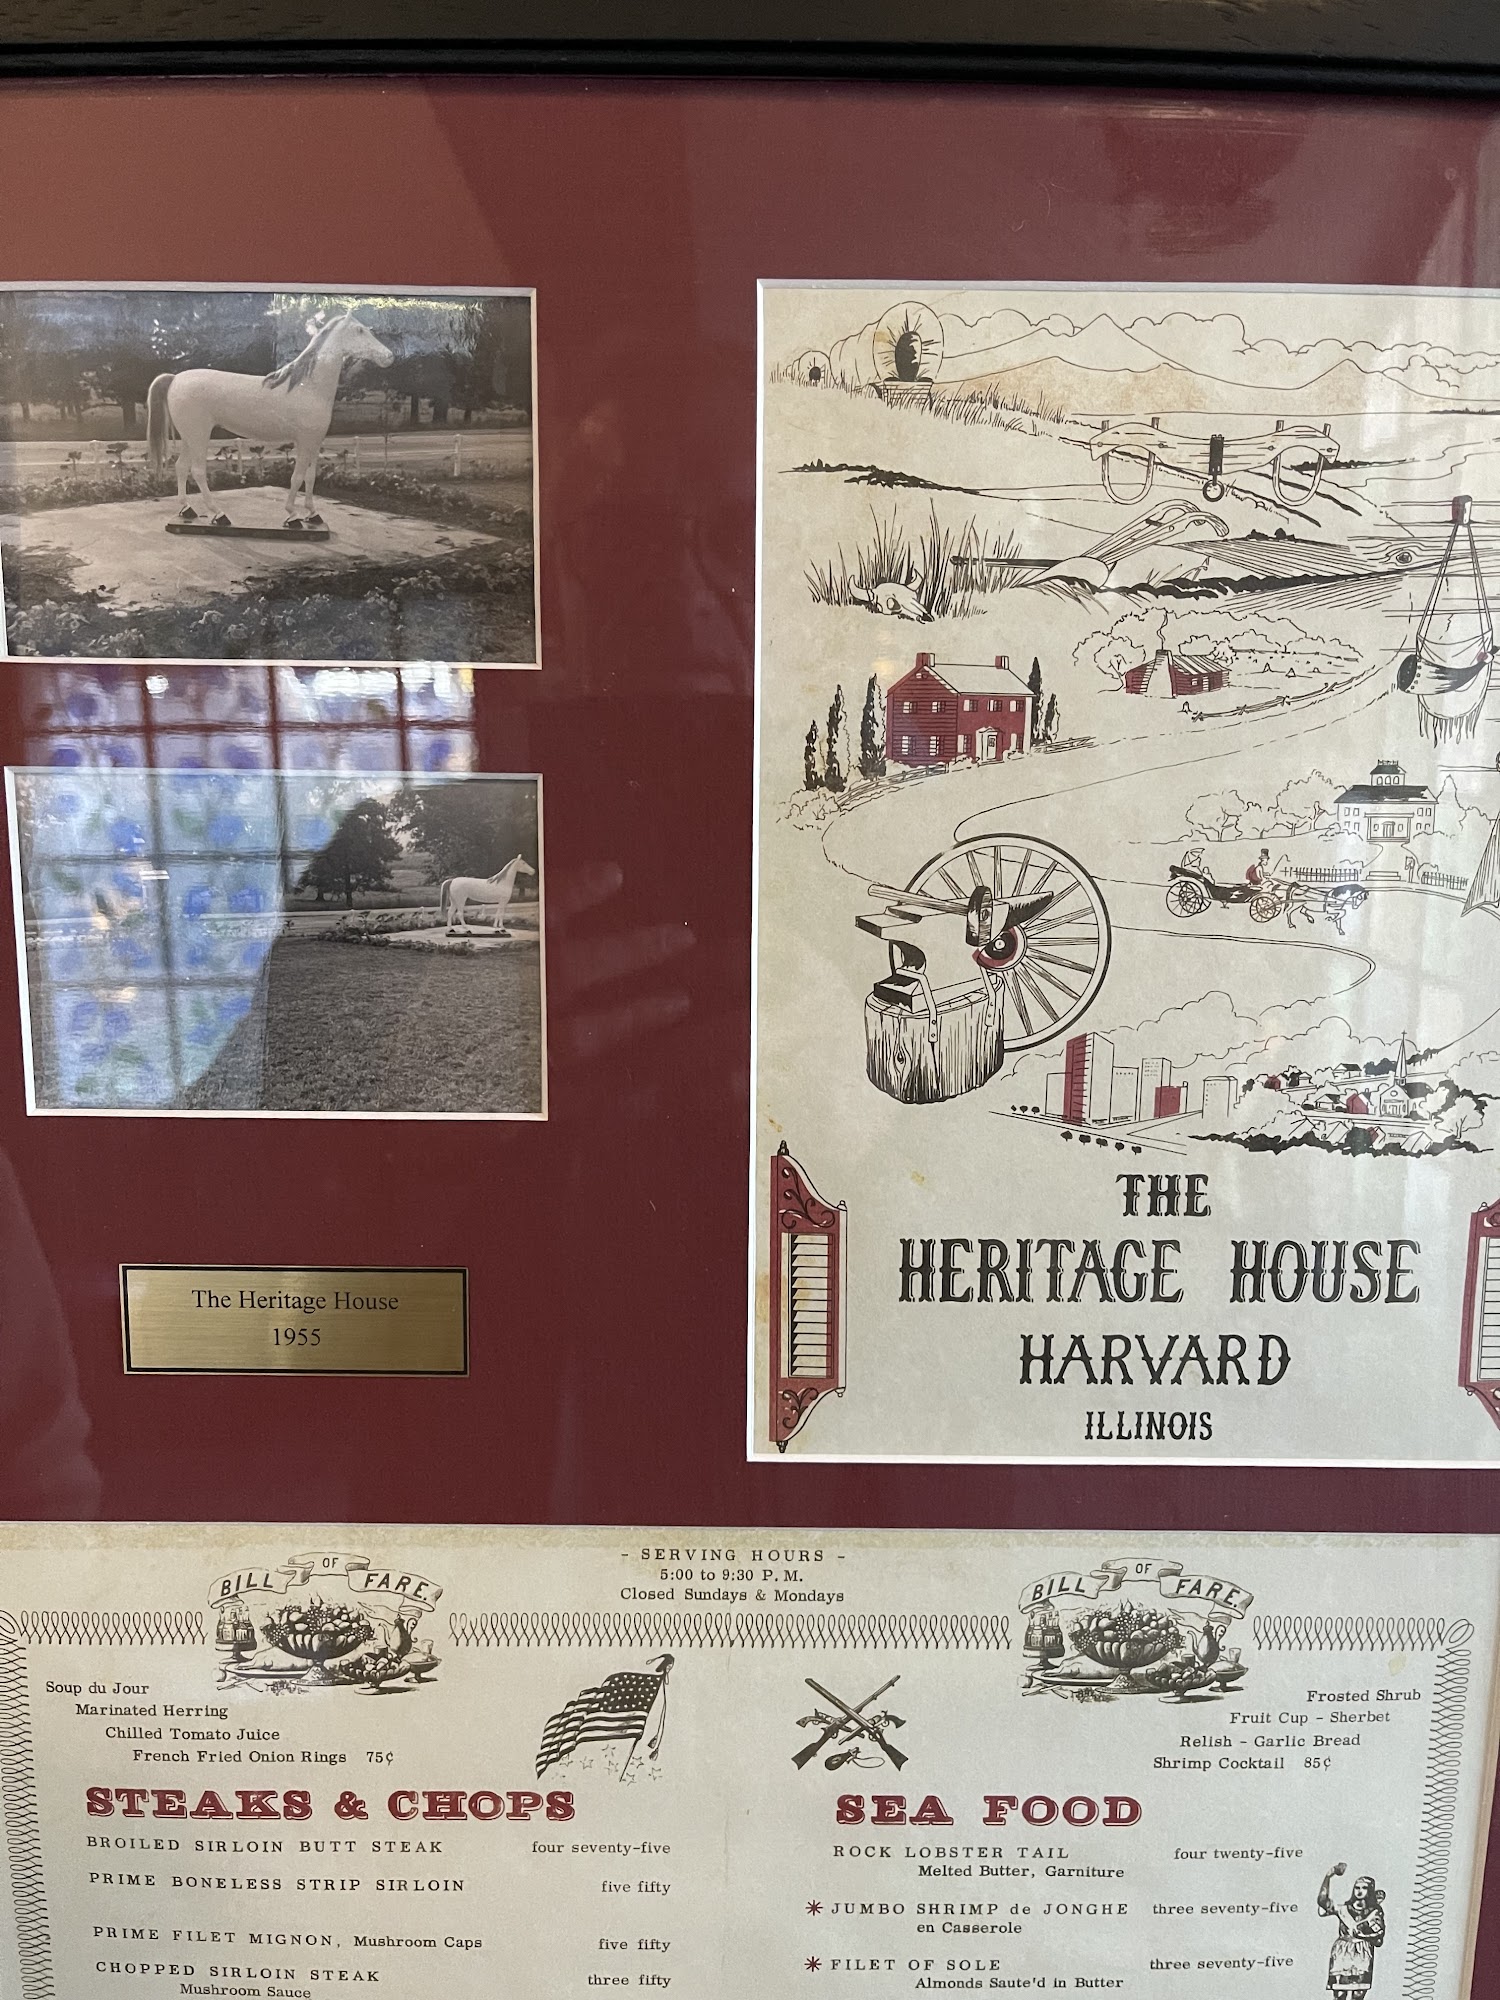 THE
HERITAGE HOUSE
HARVARD
ILLINOIS
The Heritage House
1955
- SERVING HOURS -
5:00 to 9:30 P.M.
Closed Sundays & Mondays
BILL OF FARE.
BILL OF FARE.
Soup du Jour
Marinated Herring
Chilled Tomato Juice
French Fried Onion Rings 75¢
STEAKS & CHOPS
BROILED SIRLOIN BUTT STEAK four seventy-five
PRIME BONELESS STRIP SIRLOIN five fifty
PRIME FILET MIGNON, Mushroom Caps five fifty
CHOPPED SIRLOIN STEAK three fifty
Mushroom Sauce
Frosted Shrub
Fruit Cup - Sherbet
Relish - Garlic Bread
Shrimp Cocktail 85¢
SEA FOOD
ROCK LOBSTER TAIL four twenty-five
Melted Butter, Garniture
* JUMBO SHRIMP de JONGHE three seventy-five
en Casserole
* FILET OF SOLE three seventy-five
Almonds Saute'd in Butter